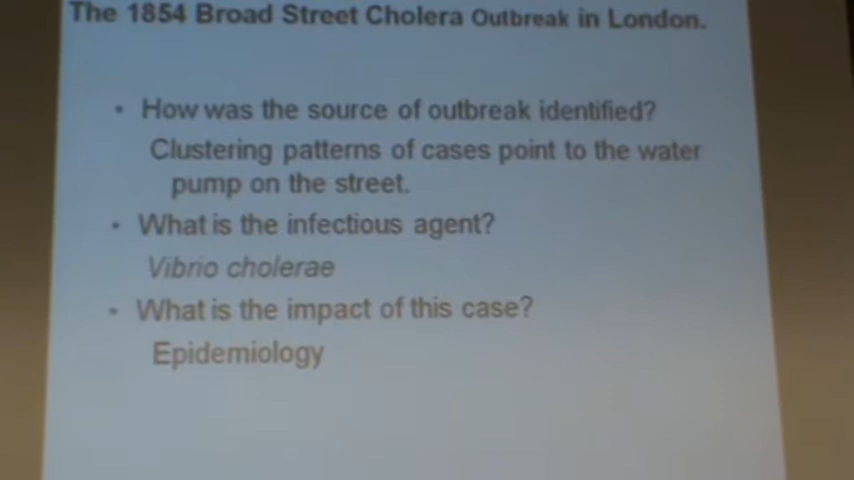 The 1854 Broad Street Cholera Outbreak in London.
• How was the source of outbreak identified?
Clustering patterns of cases point to the water
pump on the street.
• What is the infectious agent?
Vibrio cholerae
• What is the impact of this case?
Epidemiology